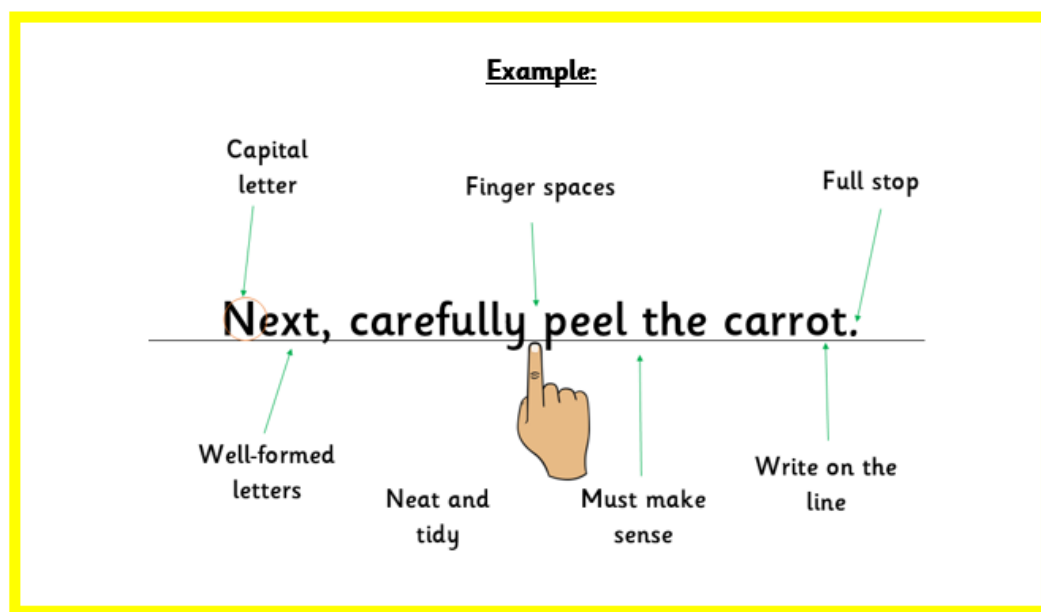 Example:
Capital
letter
Finger spaces
Full stop
Next, carefully peel the carrot.
Well-formed
letters
Neat and
tidy
Must make
sense
Write on the
line